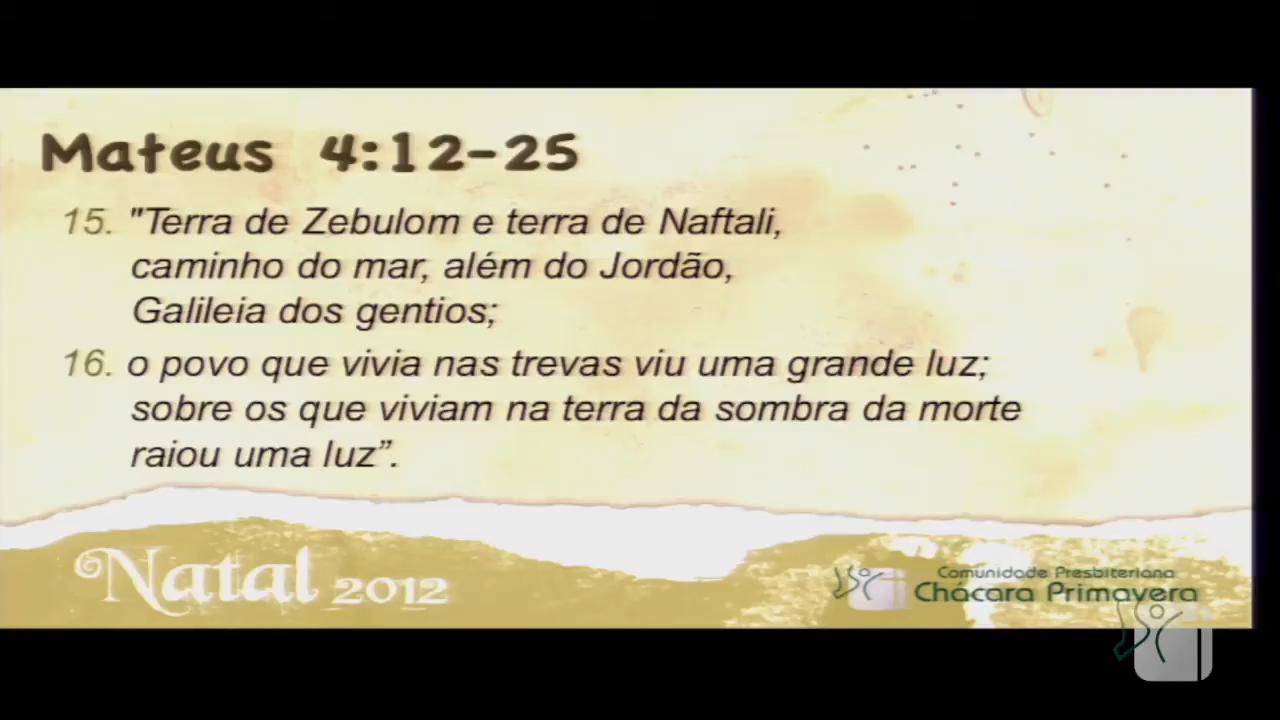 Mateus 4:12-25
15. "Terra de Zebulom e terra de Naftali,
caminho do mar, além do Jordão,
Galileia dos gentios;
16. o povo que vivia nas trevas viu uma grande luz;
sobre os que viviam na terra da sombra da morte
raiou uma luz”.
Natal 2012
Comunidade Presbiteriana
Chácara Primavera